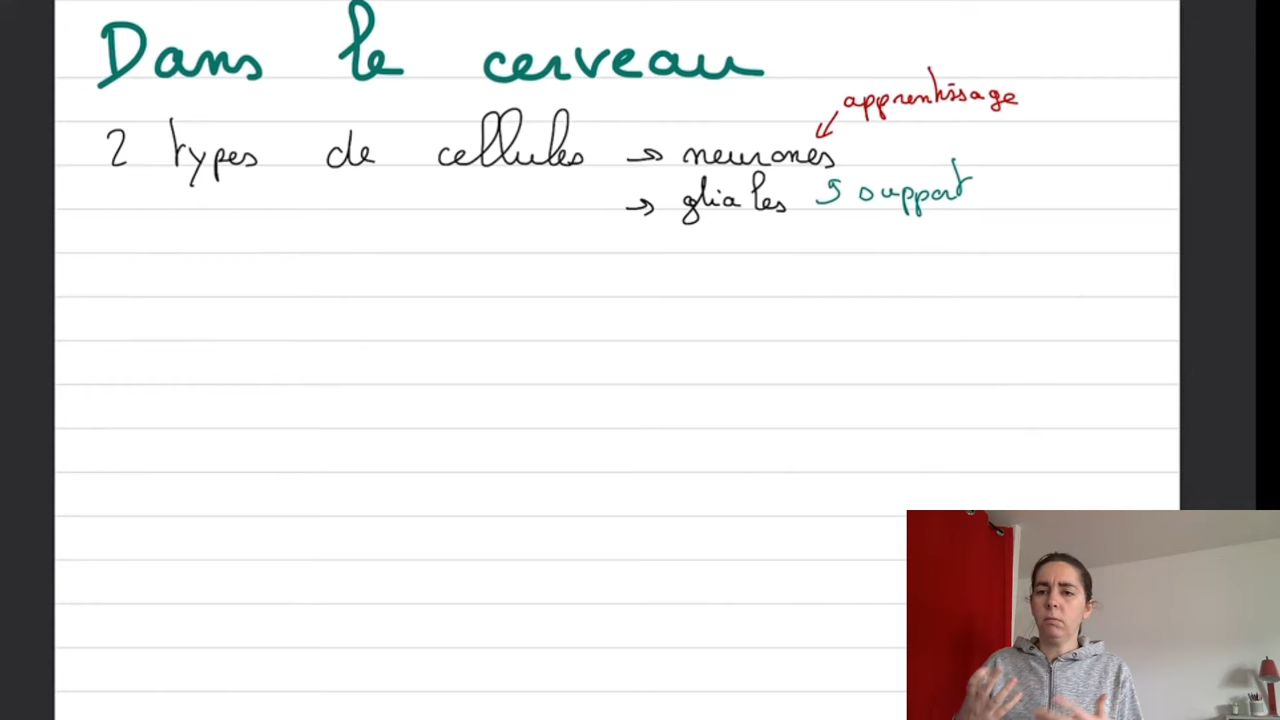 Dans le cerveau
apprentissage
2 types de cellules → neurones
→ gliales support